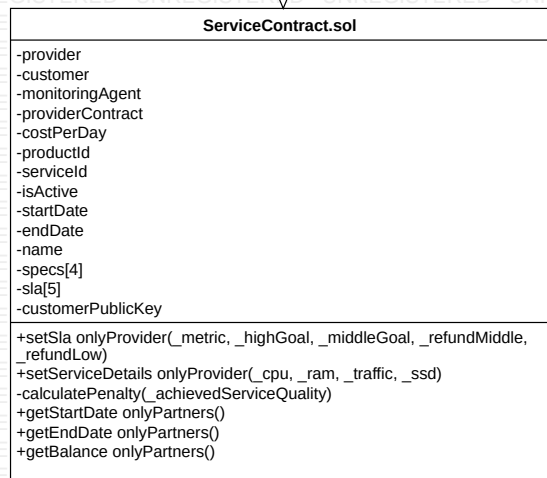 ServiceContract.sol
-provider
-customer
-monitoringAgent
-providerContract
-costPerDay
-productId
-serviceId
-isActive
-startDate
-endDate
-name
-specs[4]
-sla[5]
-customerPublicKey
+setSla onlyProvider(_metric, _highGoal, _middleGoal, _refundMiddle,
_refundLow)
+setServiceDetails onlyProvider(_cpu, _ram, _traffic, _ssd)
-calculatePenalty(_achievedServiceQuality)
+getStartDate onlyPartners()
+getEndDate onlyPartners()
+getBalance onlyPartners()